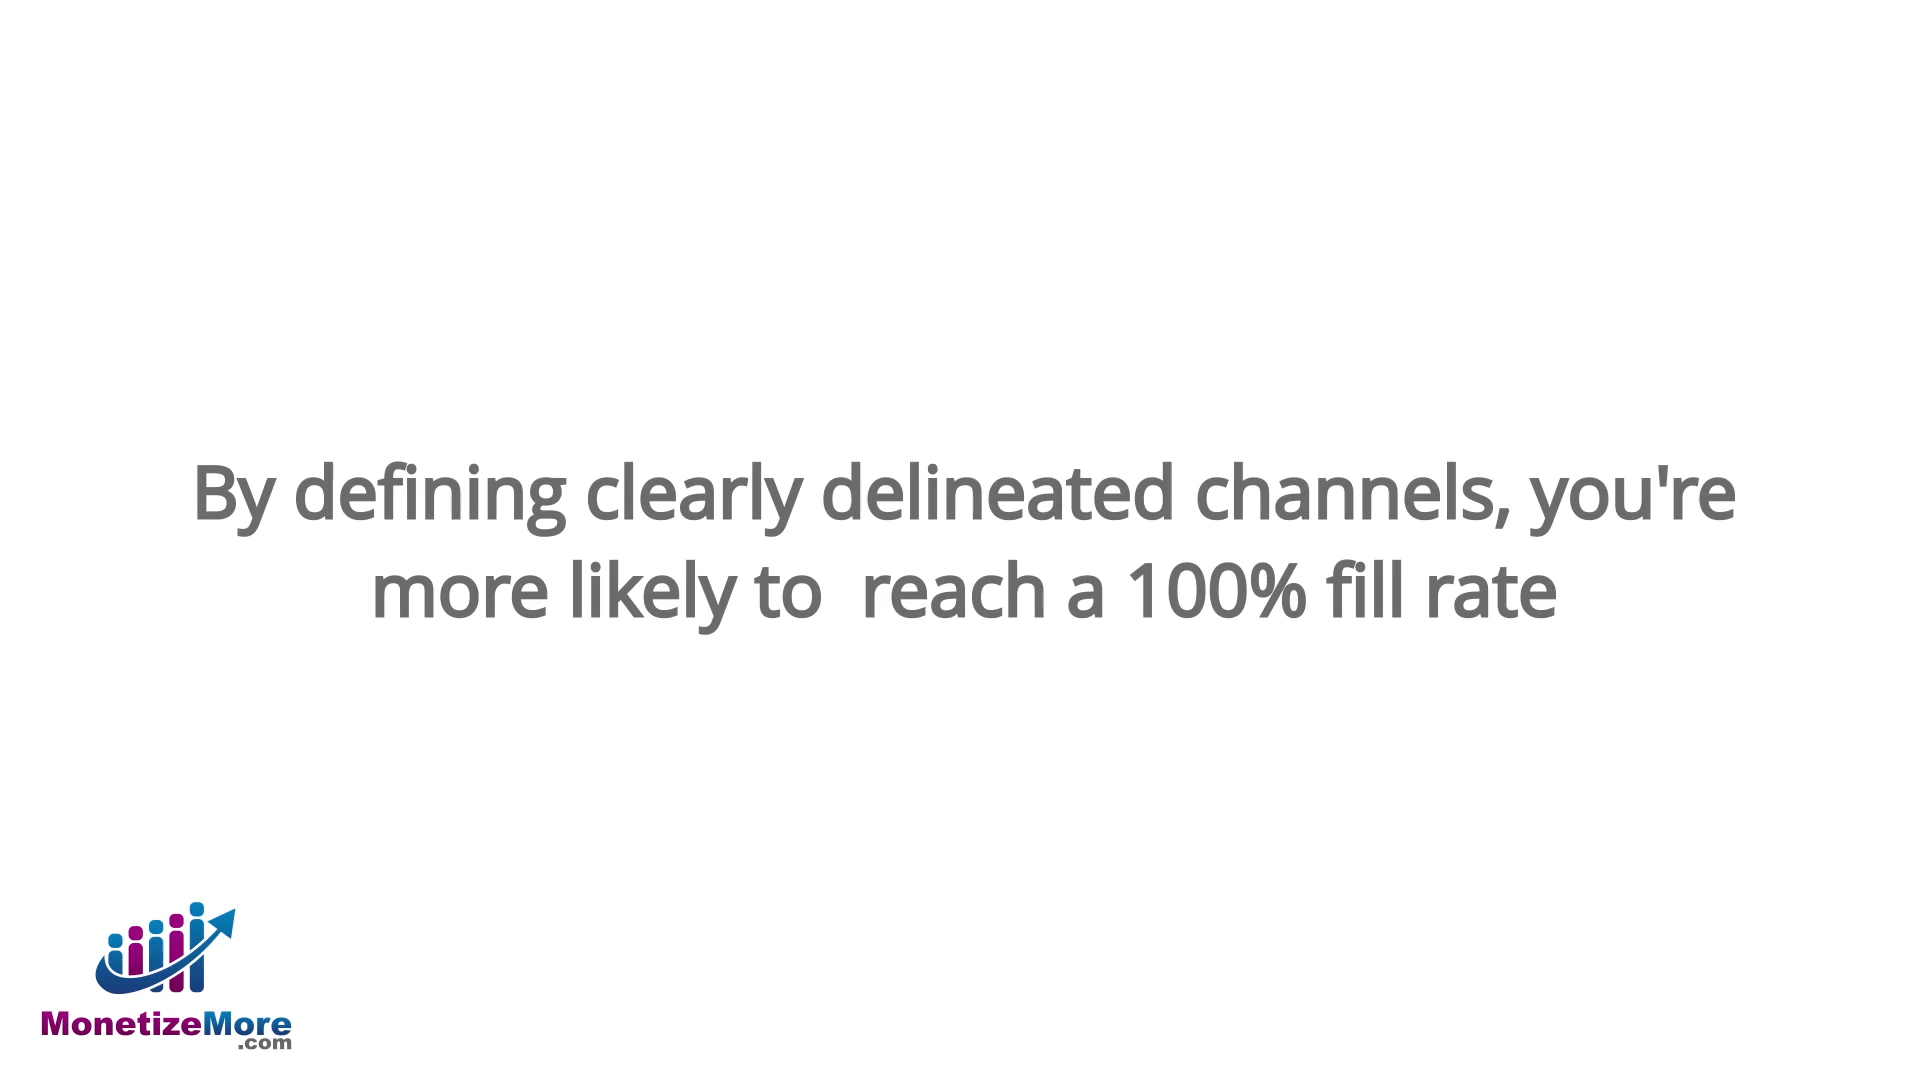 By defining clearly delineated channels, you're
more likely to  reach a 100% fill rate
MonetizeMore
.com